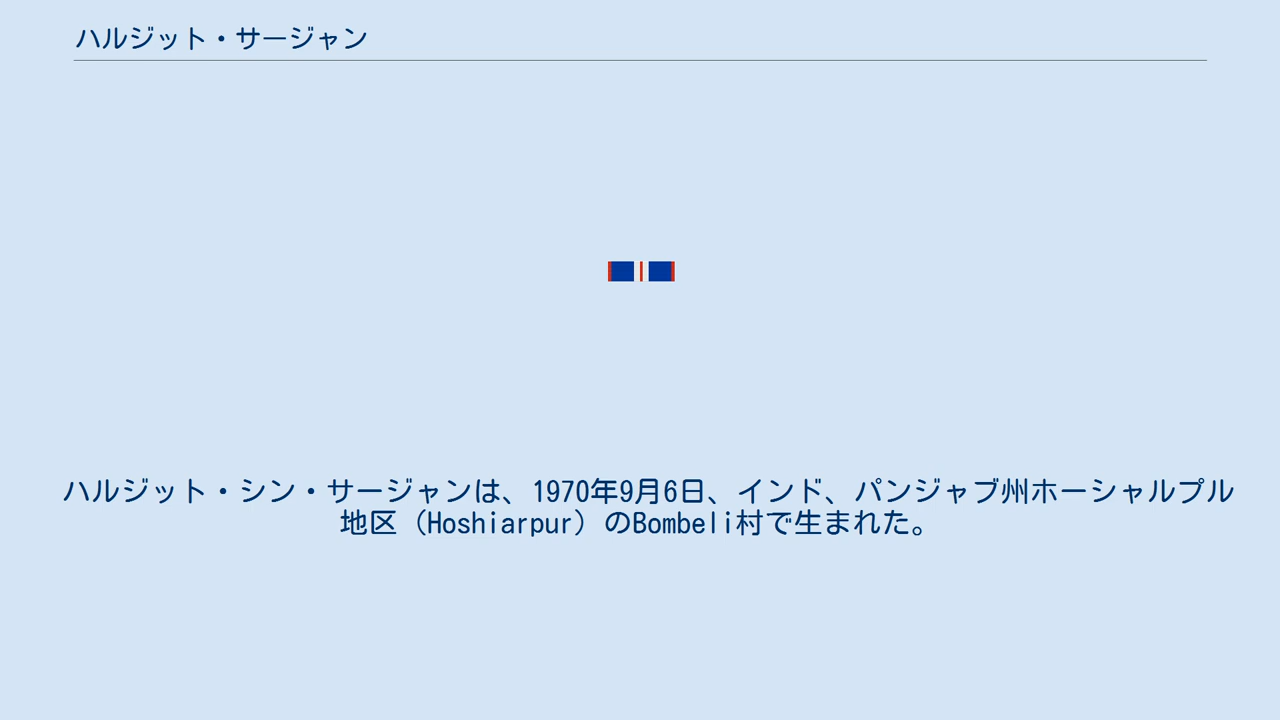 ハルジット・サージャン
ハルジット・シン・サージャンは、1970年9月6日、インド、パンジャブ州ホーシャルプル
地区（Hoshiarpur）のBombeli村で生まれた。